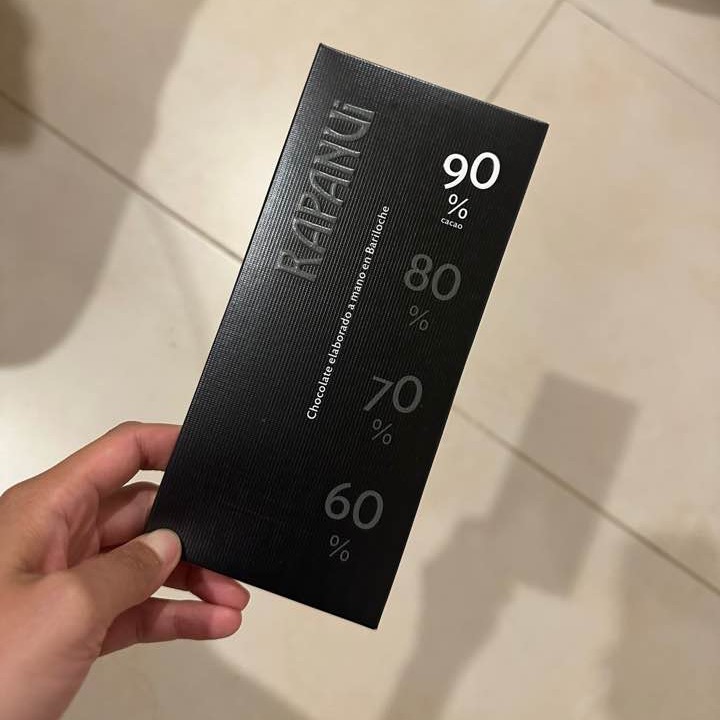 RAPANUi
Chocolate elaborado a mano en Bariloche
90
%
cacao
80
%
70
%
60
%